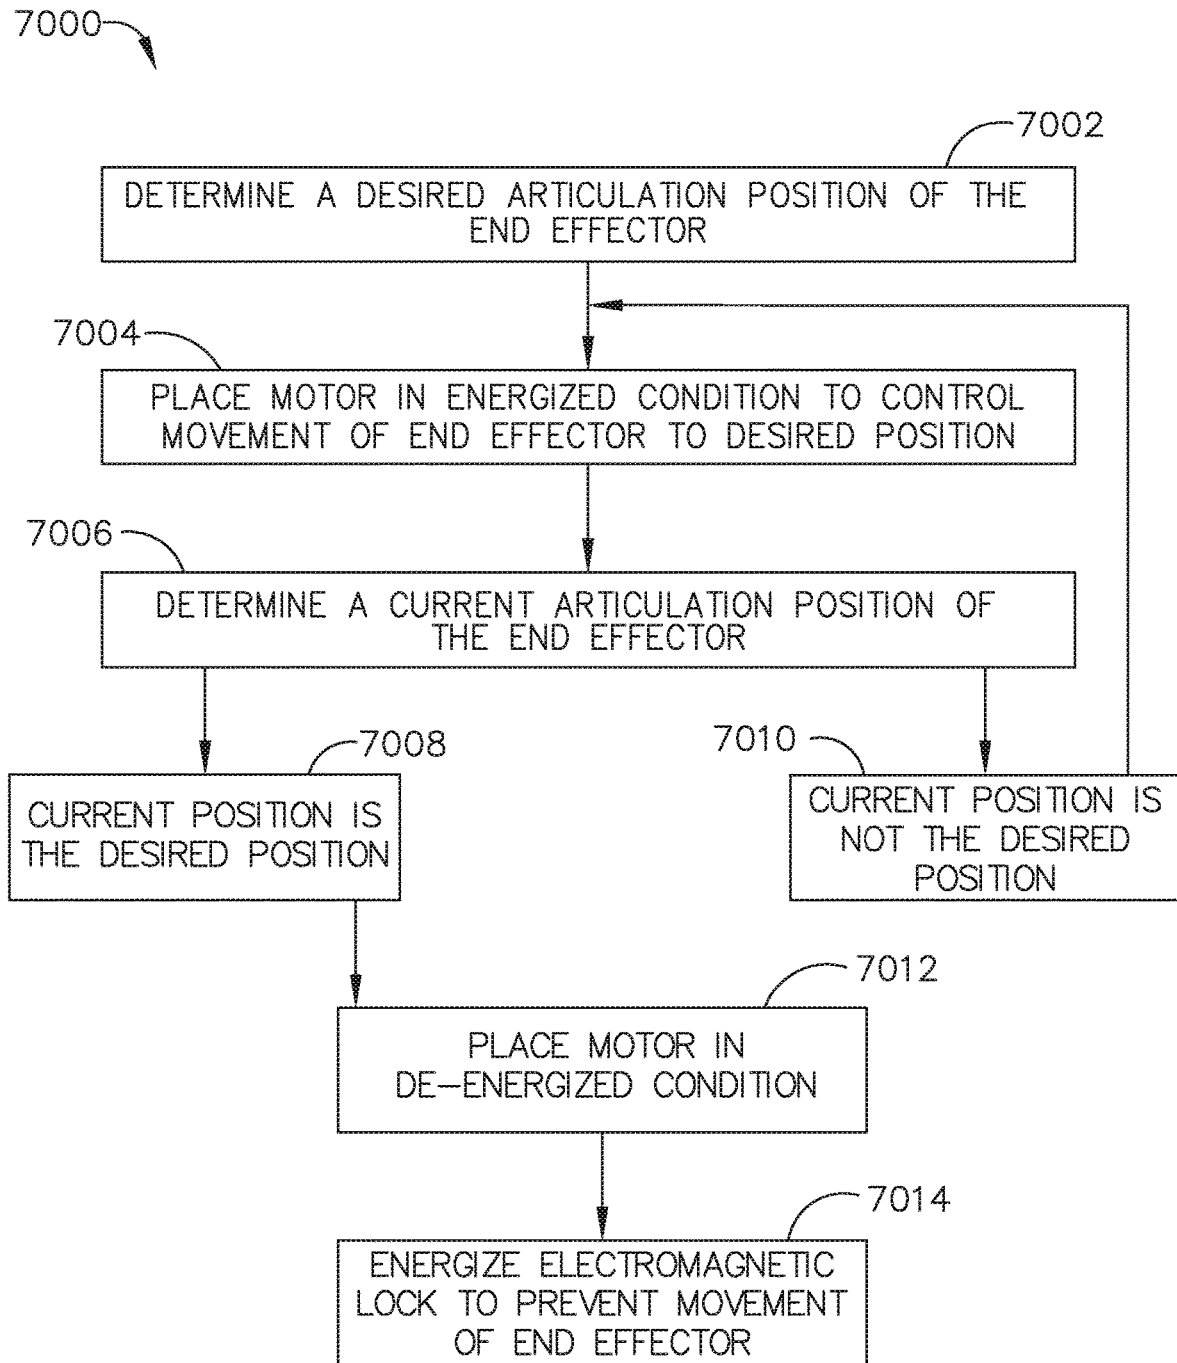 7000
7002
DETERMINE A DESIRED ARTICULATION POSITION OF THE
END EFFECTOR
7004
PLACE MOTOR IN ENERGIZED CONDITION TO CONTROL
MOVEMENT OF END EFFECTOR TO DESIRED POSITION
7006
DETERMINE A CURRENT ARTICULATION POSITION OF
THE END EFFECTOR
7008
CURRENT POSITION IS
THE DESIRED POSITION
7010
CURRENT POSITION IS
NOT THE DESIRED
POSITION
7012
PLACE MOTOR IN
DE-ENERGIZED CONDITION
7014
ENERGIZE ELECTROMAGNETIC
LOCK TO PREVENT MOVEMENT
OF END EFFECTOR